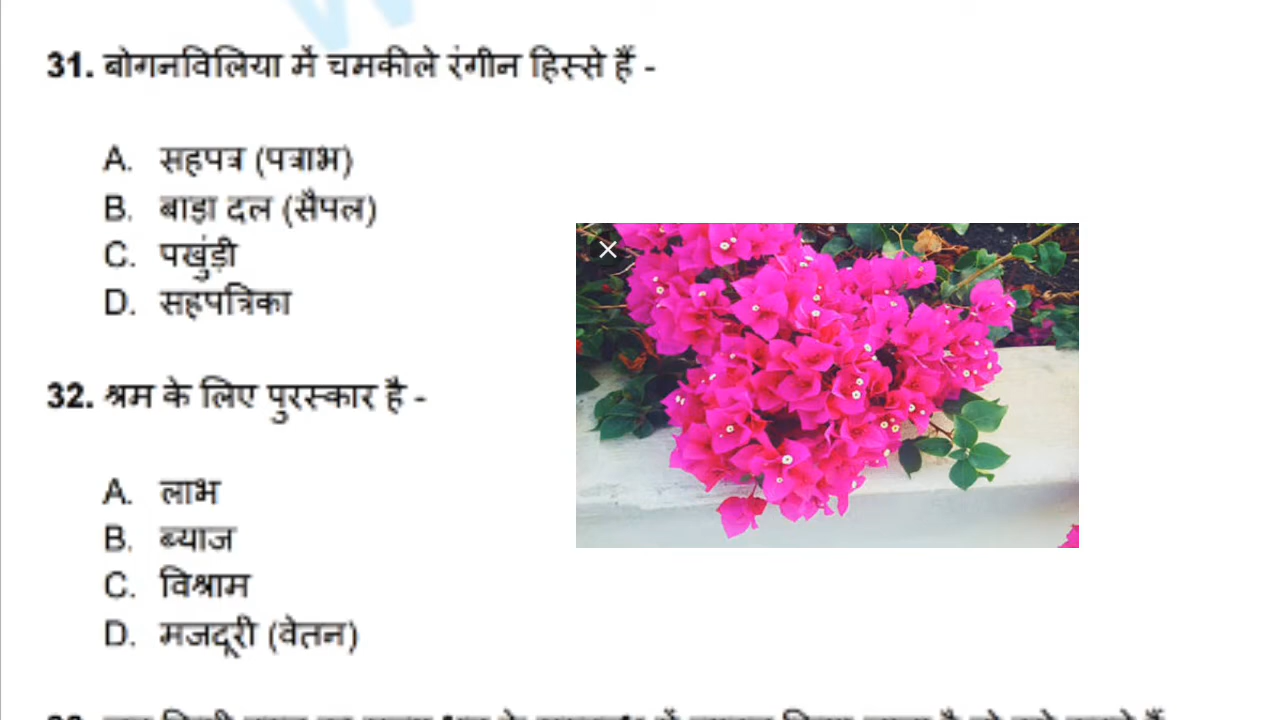 31. बोगनविलिया में चमकीले रंगीन हिस्से हैं -
A. सहपत्र (पत्राभ)
B. बाड़ा दल (सैपल)
C. पखुंड़ी
D. सहपत्रिका
32. श्रम के लिए पुरस्कार है -
A. लाभ
B. ब्याज
C. विश्राम
D. मजदूरी (वेतन)